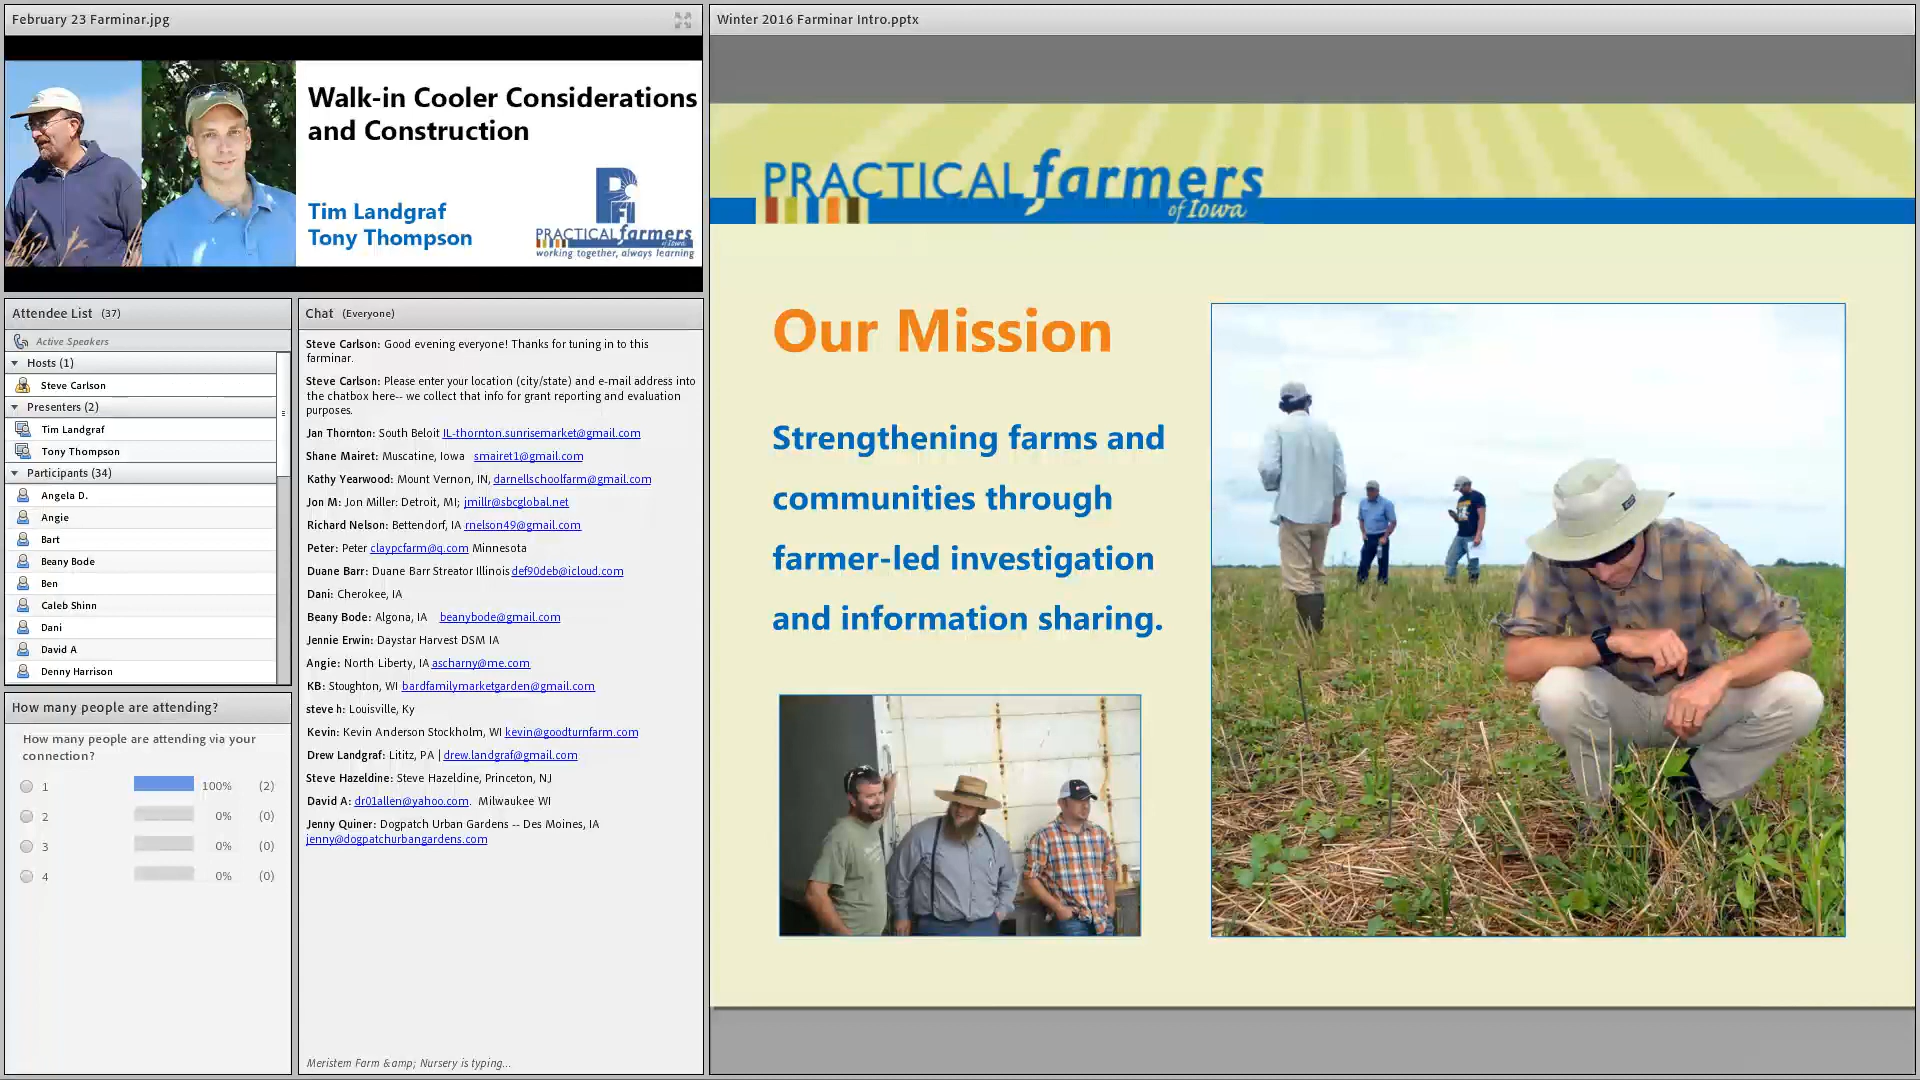 February 23 Farminar.jpg
Walk-in Cooler Considerations
and Construction
Tim Landgraf
Tony Thompson
PFI
PRACTICAL farmers
of Iowa
working together, always learning
Attendee List (37)
Active Speakers
Hosts (1)
Steve Carlson
Presenters (2)
Tim Landgraf
Tony Thompson
Participants (34)
Angela D.
Angie
Bart
Beany Bode
Ben
Caleb Shinn
Dani
David A
Denny Harrison
How many people are attending?
How many people are attending via your
connection?
1 100% (2)
2 0% (0)
3 0% (0)
4 0% (0)
Chat (Everyone)
Steve Carlson: Good evening everyone! Thanks for tuning in to this
farminar.
Steve Carlson: Please enter your location (city/state) and e-mail address into
the chatbox here-- we collect that info for grant reporting and evaluation
purposes.
Jan Thornton: South Beloit IL-thornton.sunrisemarket@gmail.com
Shane Mairet: Muscatine, Iowa smairet1@gmail.com
Kathy Yearwood: Mount Vernon, IN, darnellschoolfarm@gmail.com
Jon M: Jon Miller: Detroit, MI; jmillr@sbcglobal.net
Richard Nelson: Bettendorf, IA rnelson49@gmail.com
Peter: Peter claypcfarm@q.com Minnesota
Duane Barr: Duane Barr Streator Illinois def90deb@icloud.com
Dani: Cherokee, IA
Beany Bode: Algona, IA beanybode@gmail.com
Jennie Erwin: Daystar Harvest DSM IA
Angie: North Liberty, IA ascharny@me.com
KB: Stoughton, WI bardfamilymarketgarden@gmail.com
steve h: Louisville, Ky
Kevin: Kevin Anderson Stockholm, WI kevin@goodturnfarm.com
Drew Landgraf: Lititz, PA | drew.landgraf@gmail.com
Steve Hazeldine: Steve Hazeldine, Princeton, NJ
David A: dr01allen@yahoo.com. Milwaukee WI
Jenny Quiner: Dogpatch Urban Gardens -- Des Moines, IA
jenny@dogpatchurbangardens.com
Meristem Farm &amp; Nursery is typing...
Winter 2016 Farminar Intro.pptx
PRACTICAL farmers
of Iowa
Our Mission
Strengthening farms and
communities through
farmer-led investigation
and information sharing.